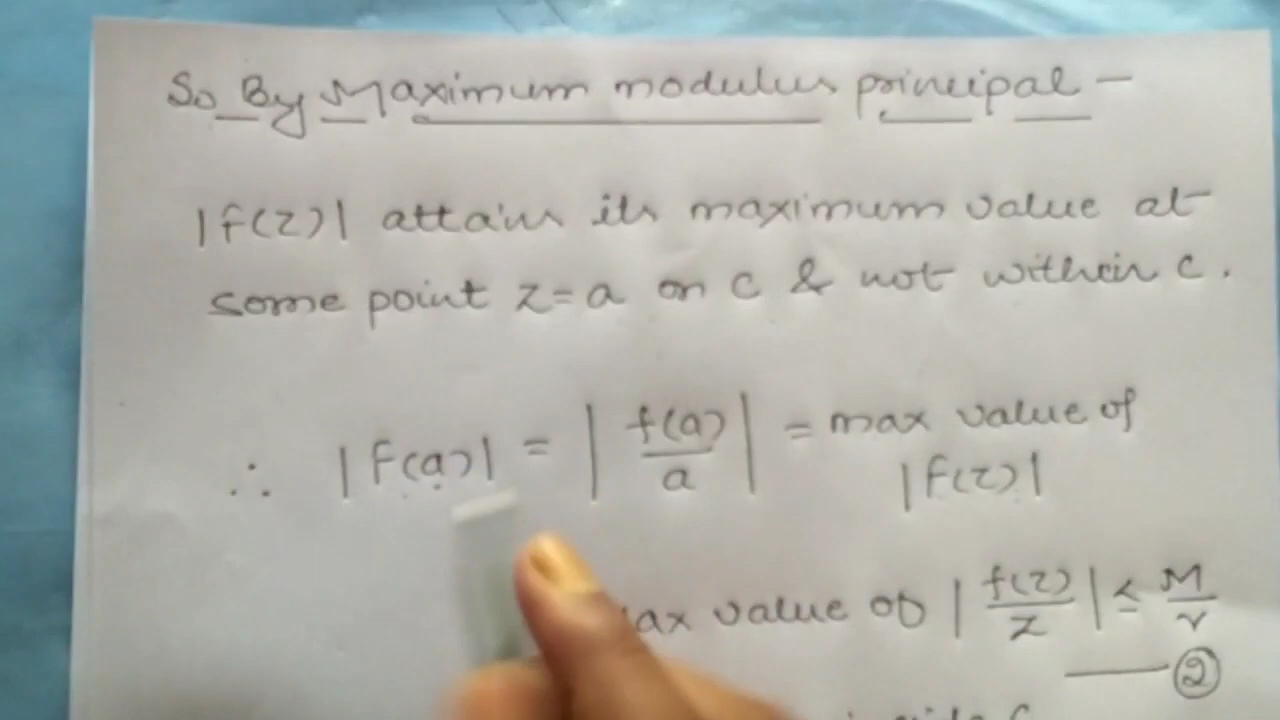 So By Maximum modulus principal –
|F(z)| attains its maximum value at
some point z=a on c & not within c.
∴ |F(a)| = | f(a)/a | = max value of
|F(z)|
max value of | f(z)/z | ≤ M/r
—— ②